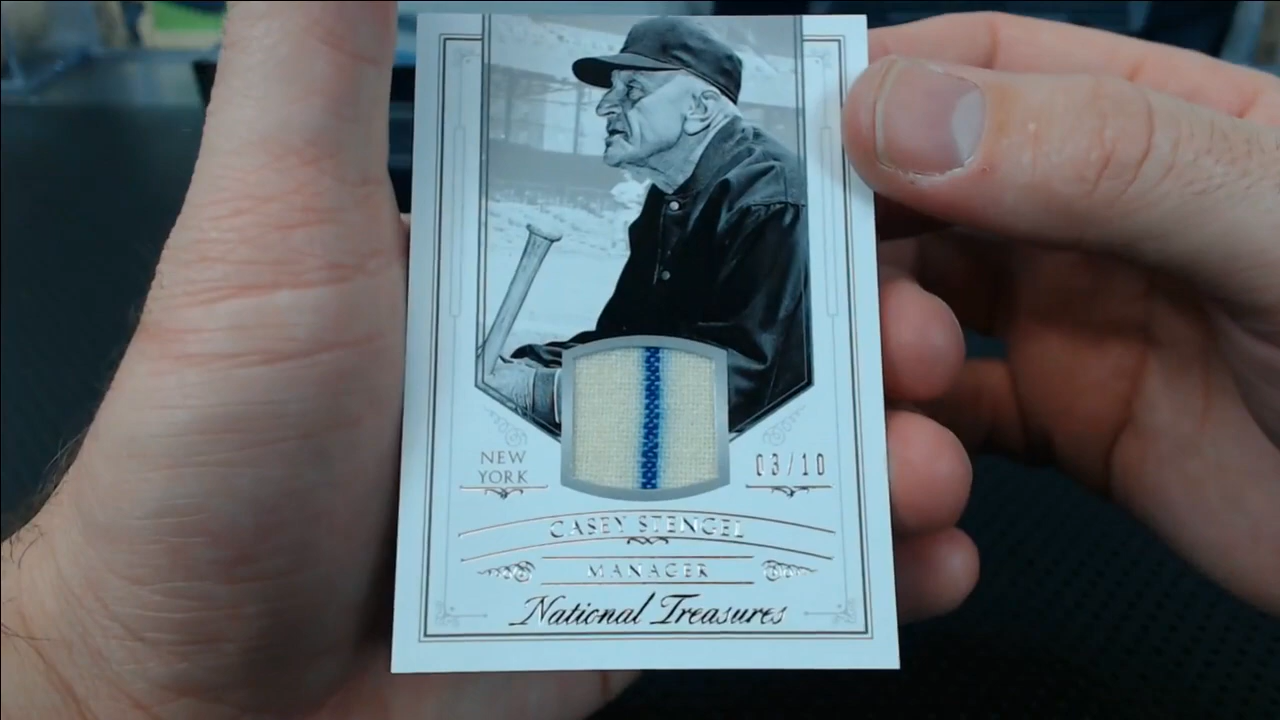 NEW
YORK
03/10
CASEY STENGEL
MANAGER
National Treasures